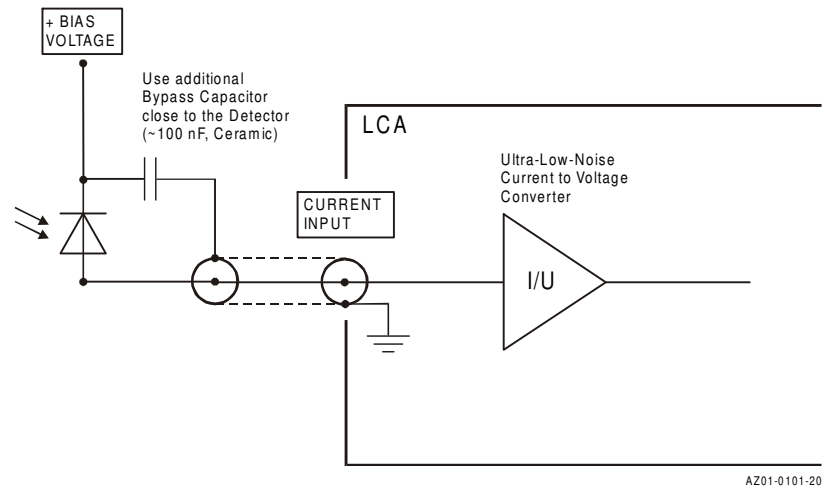 + BIAS
VOLTAGE
Use additional
Bypass Capacitor
close to the Detector
(~100 nF, Ceramic)
LCA
CURRENT
INPUT
Ultra-Low-Noise
Current to Voltage
Converter
I/U
AZ01-0101-20